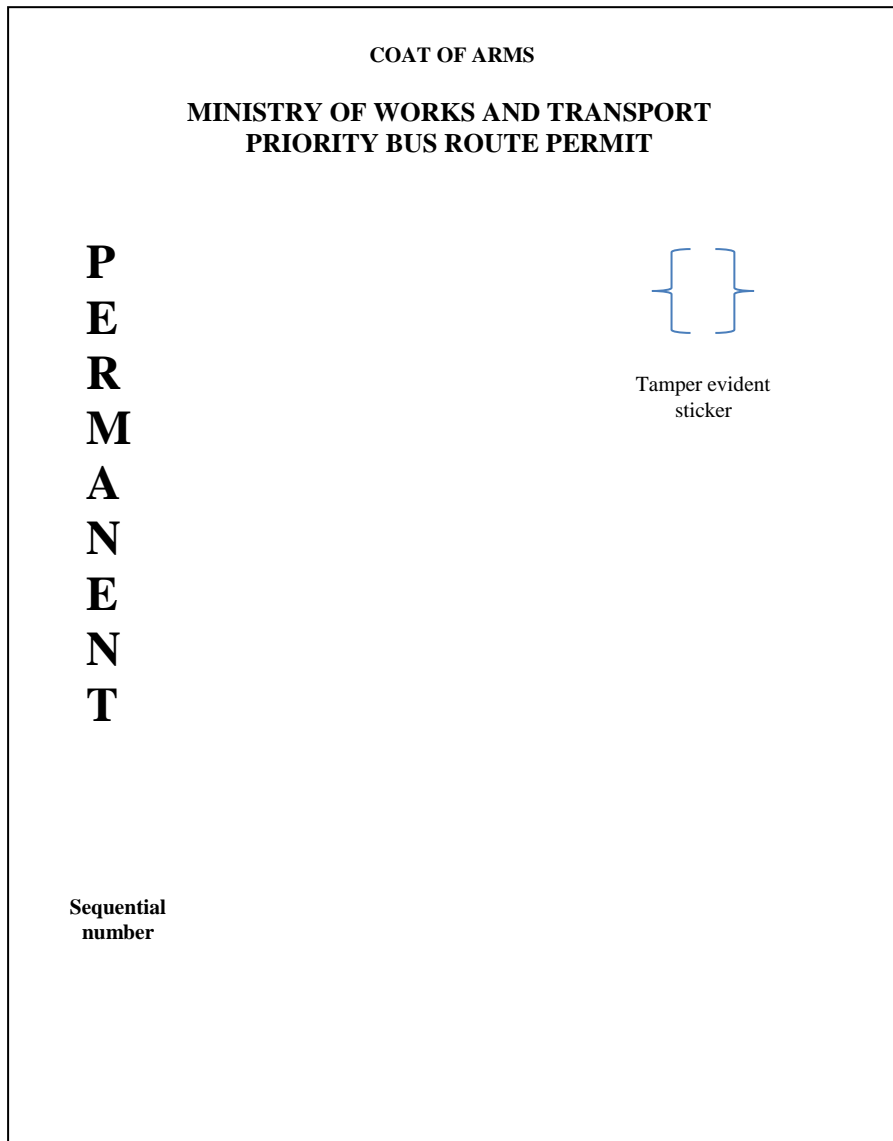 COAT OF ARMS
MINISTRY OF WORKS AND TRANSPORT
PRIORITY BUS ROUTE PERMIT
P
E
R
M
A
N
E
N
T
Tamper evident
sticker
Sequential
number